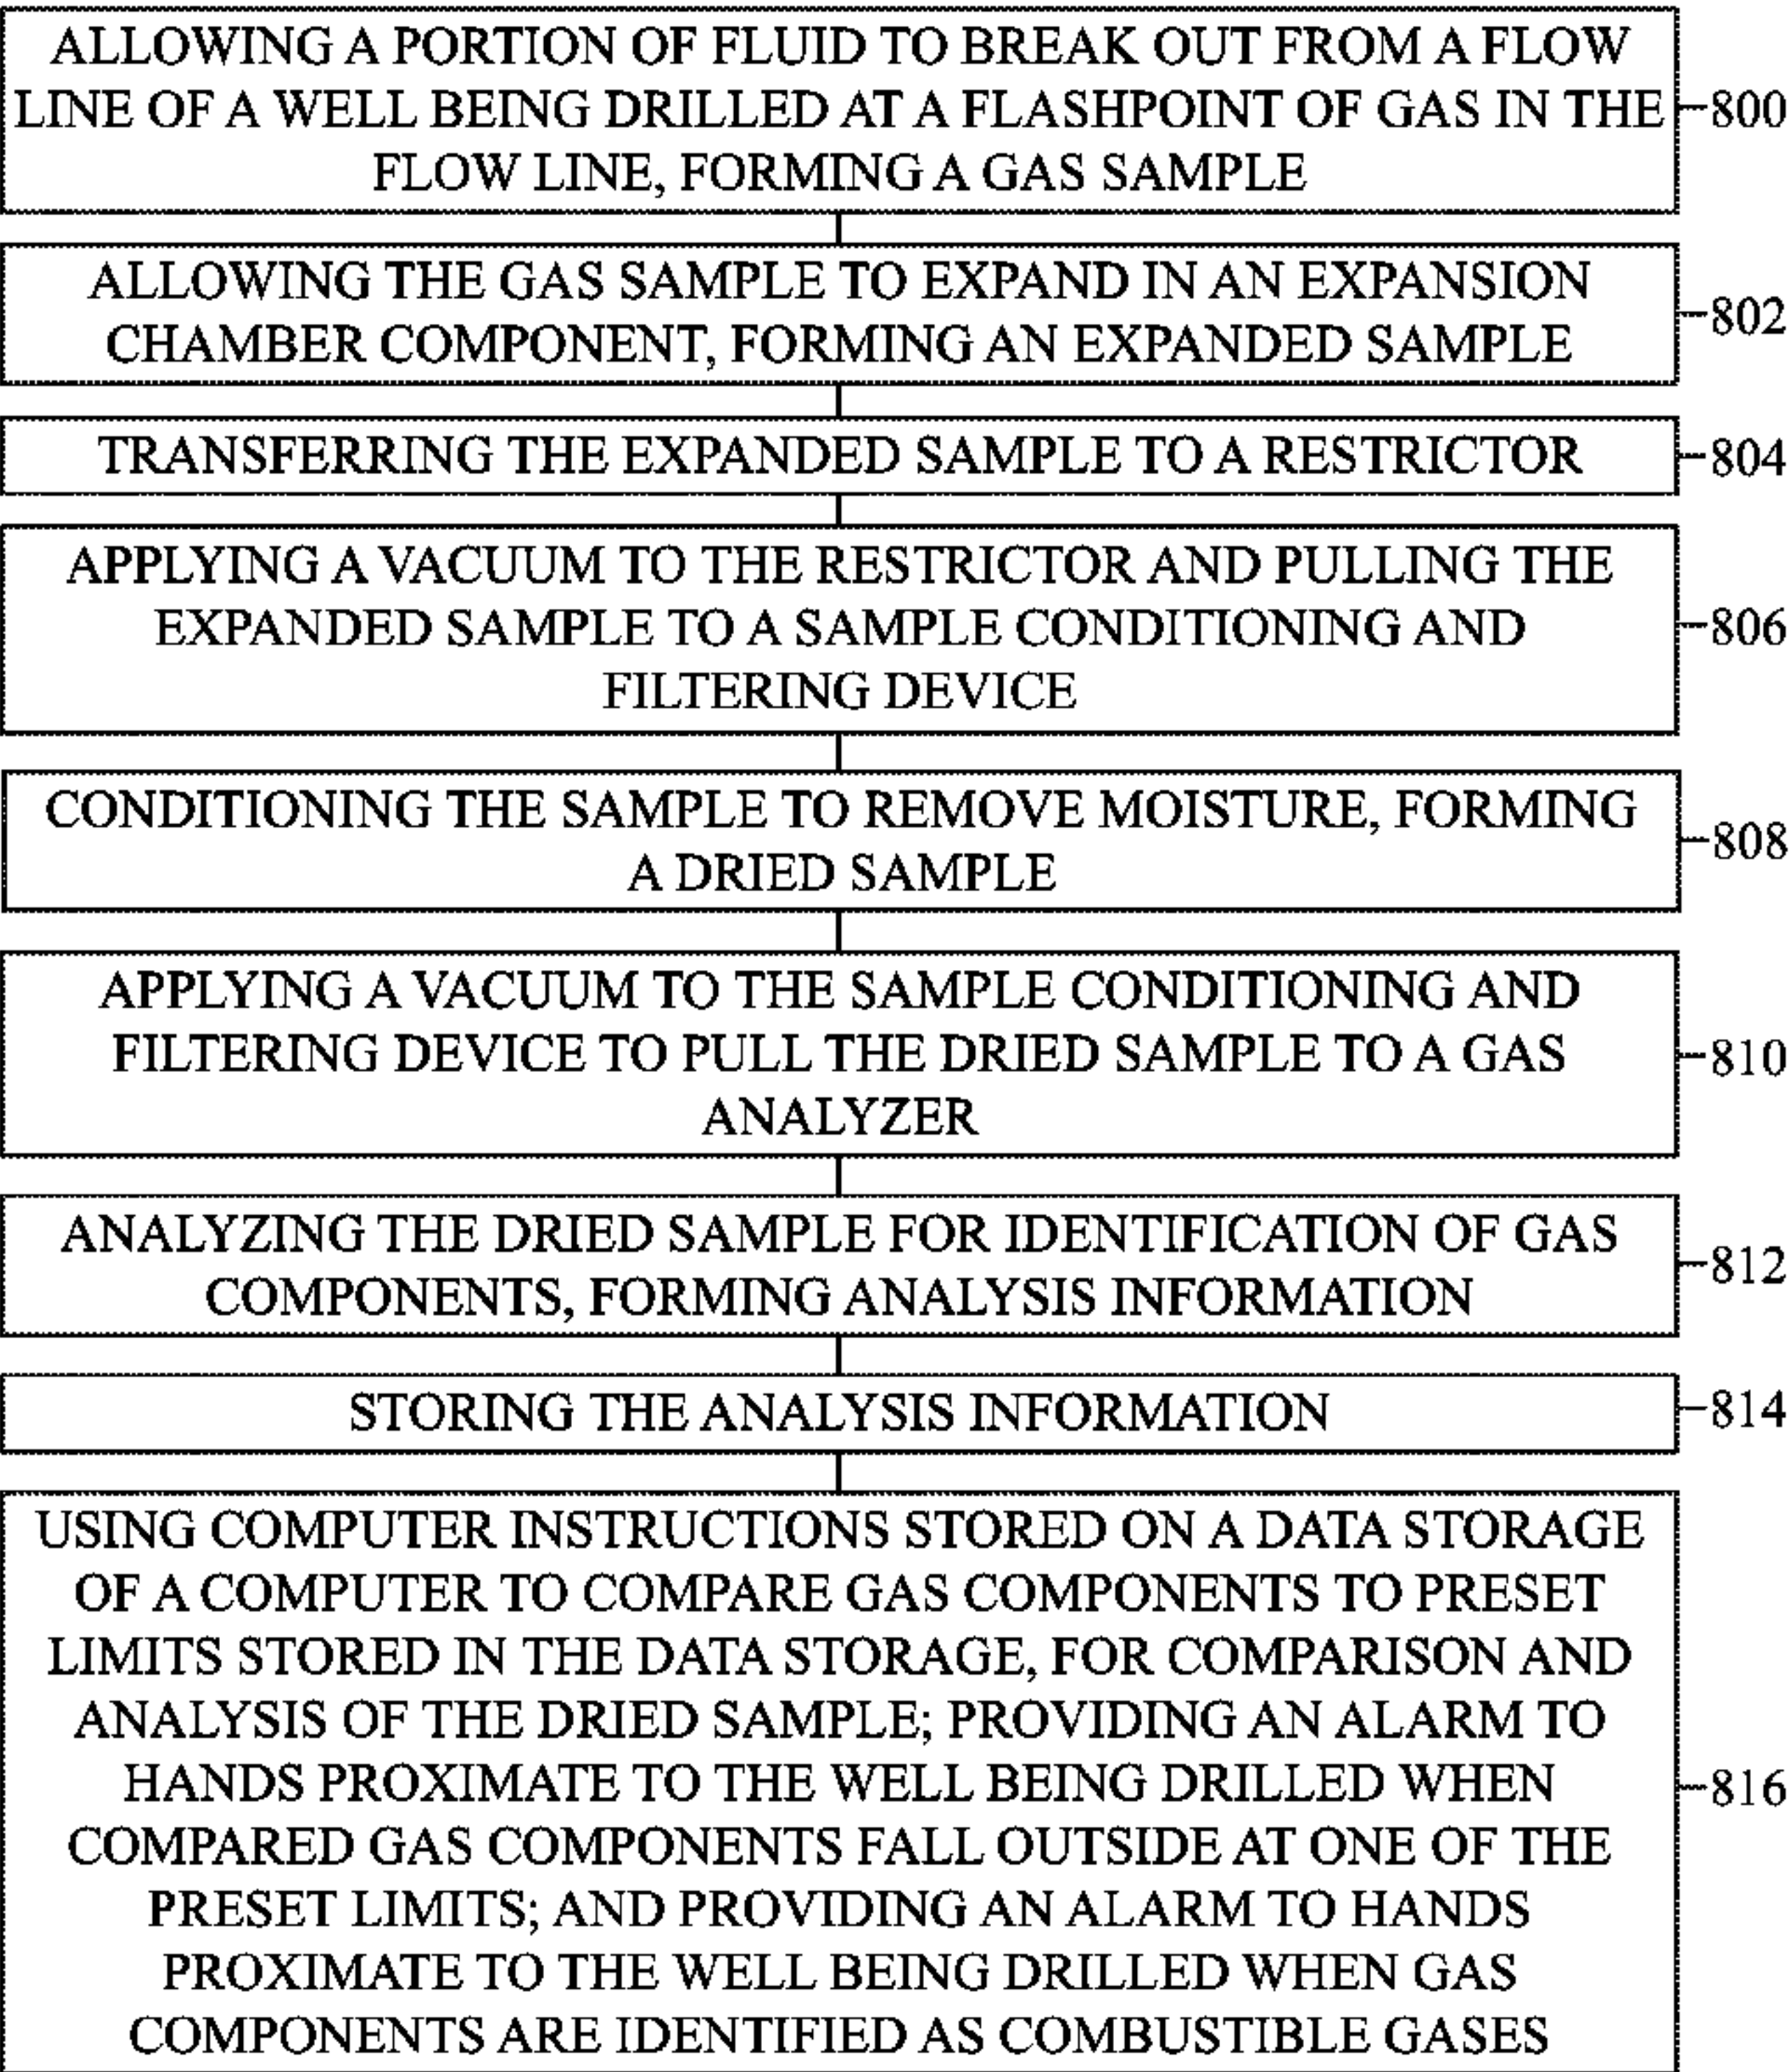 ALLOWING A PORTION OF FLUID TO BREAK OUT FROM A FLOW
LINE OF A WELL BEING DRILLED AT A FLASHPOINT OF GAS IN THE
FLOW LINE, FORMING A GAS SAMPLE
800
ALLOWING THE GAS SAMPLE TO EXPAND IN AN EXPANSION
CHAMBER COMPONENT, FORMING AN EXPANDED SAMPLE
802
TRANSFERRING THE EXPANDED SAMPLE TO A RESTRICTOR
804
APPLYING A VACUUM TO THE RESTRICTOR AND PULLING THE
EXPANDED SAMPLE TO A SAMPLE CONDITIONING AND
FILTERING DEVICE
806
CONDITIONING THE SAMPLE TO REMOVE MOISTURE, FORMING
A DRIED SAMPLE
808
APPLYING A VACUUM TO THE SAMPLE CONDITIONING AND
FILTERING DEVICE TO PULL THE DRIED SAMPLE TO A GAS
ANALYZER
810
ANALYZING THE DRIED SAMPLE FOR IDENTIFICATION OF GAS
COMPONENTS, FORMING ANALYSIS INFORMATION
812
STORING THE ANALYSIS INFORMATION
814
USING COMPUTER INSTRUCTIONS STORED ON A DATA STORAGE
OF A COMPUTER TO COMPARE GAS COMPONENTS TO PRESET
LIMITS STORED IN THE DATA STORAGE, FOR COMPARISON AND
ANALYSIS OF THE DRIED SAMPLE; PROVIDING AN ALARM TO
HANDS PROXIMATE TO THE WELL BEING DRILLED WHEN
COMPARED GAS COMPONENTS FALL OUTSIDE AT ONE OF THE
PRESET LIMITS; AND PROVIDING AN ALARM TO HANDS
PROXIMATE TO THE WELL BEING DRILLED WHEN GAS
COMPONENTS ARE IDENTIFIED AS COMBUSTIBLE GASES
816